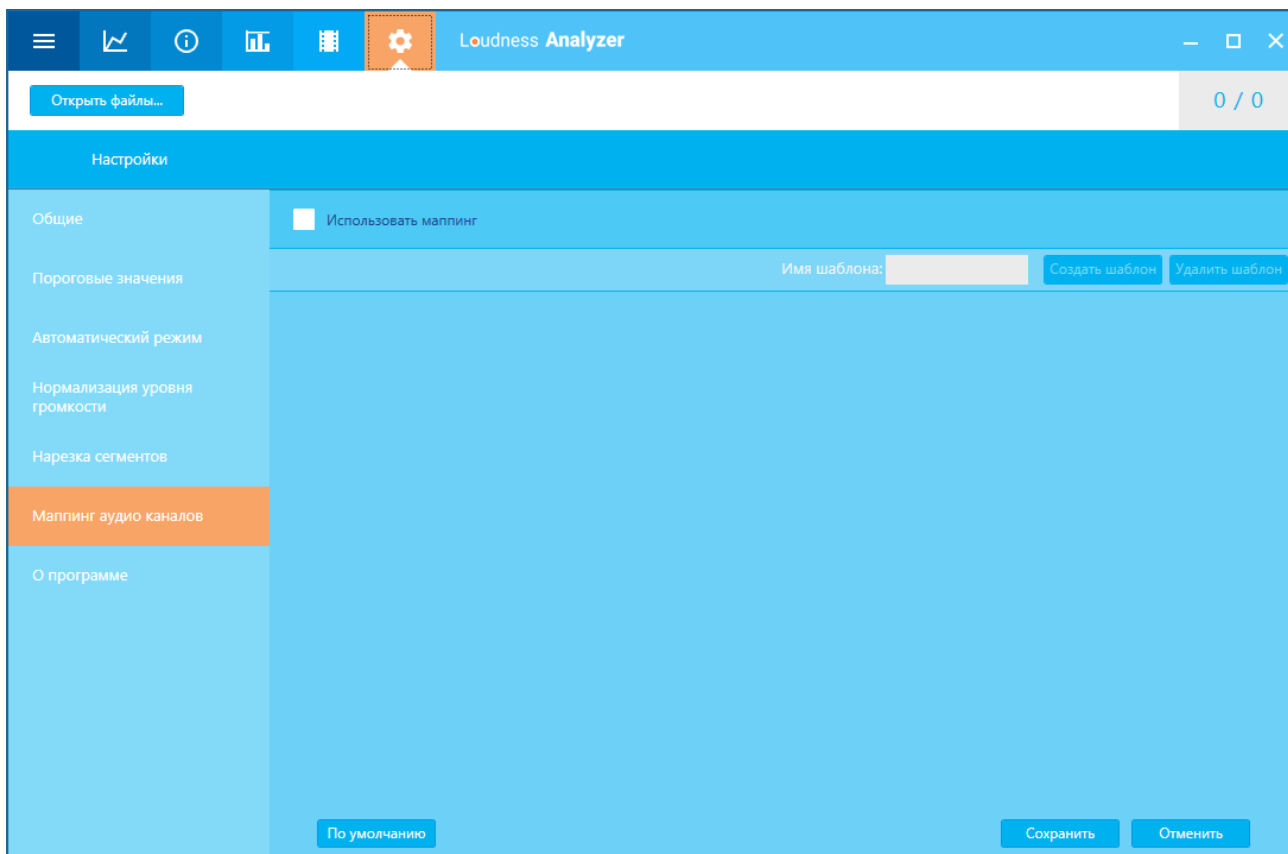 Loudness Analyzer
Открыть файлы...
0 / 0
Настройки
Общие
Использовать маппинг
Имя шаблона:
Создать шаблон
Удалить шаблон
Пороговые значения
Автоматический режим
Нормализация уровня
громкости
Нарезка сегментов
Маппинг аудио каналов
О программе
По умолчанию
Сохранить
Отменить